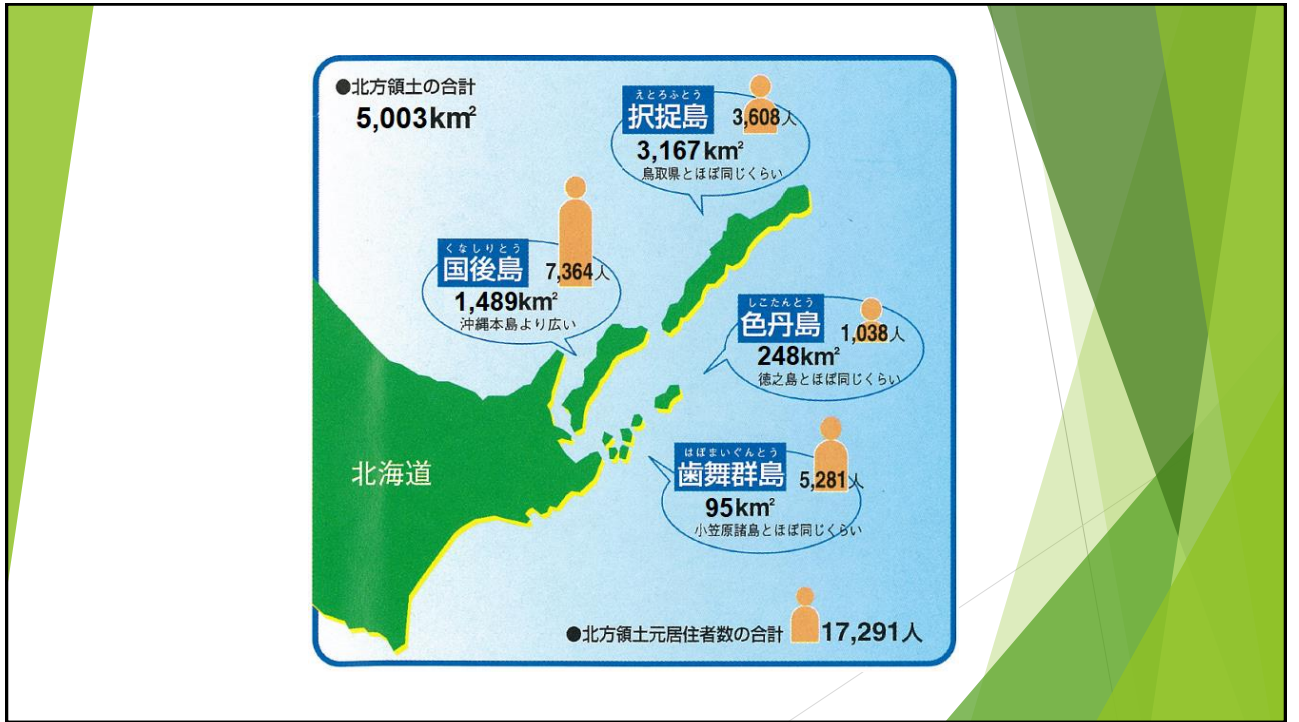 ●北方領土の合計
5,003km²
えとろふとう
択捉島
3,608人
3,167km²
鳥取県とほぼ同じくらい
くなしりとう
国後島
7,364人
1,489km²
沖縄本島より広い
しこたんとう
色丹島
1,038人
248km²
徳之島とほぼ同じくらい
はぼまいぐんとう
歯舞群島
5,281人
95km²
小笠原諸島とほぼ同じくらい
北海道
●北方領土元居住者数の合計 17,291人